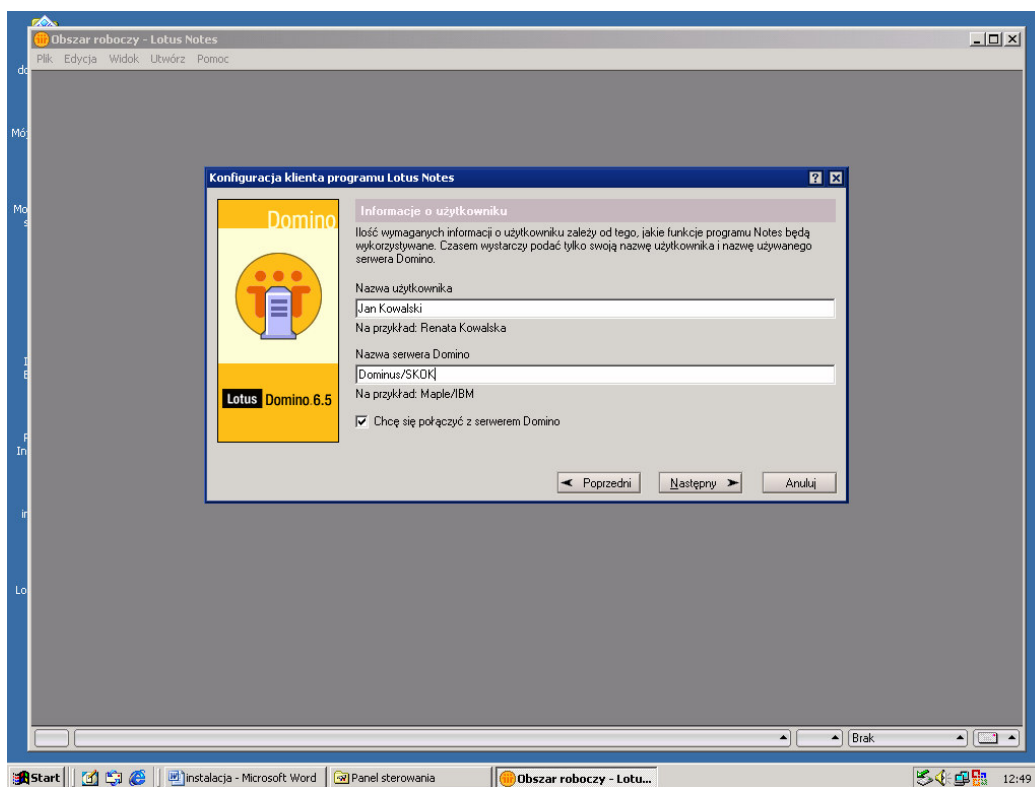 Obszar roboczy - Lotus Notes
Plik Edycja Widok Utwórz Pomoc
Konfiguracja klienta programu Lotus Notes
Domino
Informacje o użytkowniku
Ilość wymaganych informacji o użytkowniku zależy od tego, jakie funkcje programu Notes będą
wykorzystywane. Czasem wystarczy podać tylko swoją nazwę użytkownika i nazwę używanego
serwera Domino.
Nazwa użytkownika
Jan Kowalski
Na przykład: Renata Kowalska
Nazwa serwera Domino
Dominus/SKOK
Na przykład: Maple/IBM
Lotus Domino 6.5
Chcę się połączyć z serwerem Domino
Poprzedni Następny Anuluj
Brak
Start instalacja - Microsoft Word Panel sterowania Obszar roboczy - Lotu... 12:49